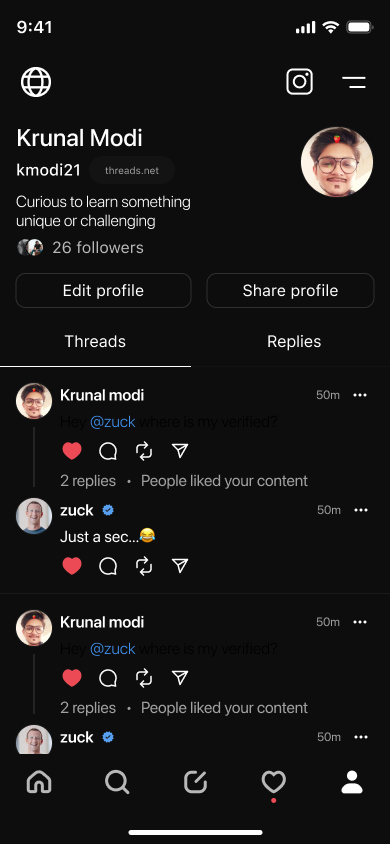 9:41
Krunal Modi
kmodi21 threads.net
Curious to learn something
unique or challenging
26 followers
Edit profile Share profile
Threads Replies
Krunal modi 50m
Hey @zuck where is my verified?
2 replies • People liked your content
zuck 50m
Just a sec...😂
Krunal modi 50m
Hey @zuck where is my verified?
2 replies • People liked your content
zuck 50m